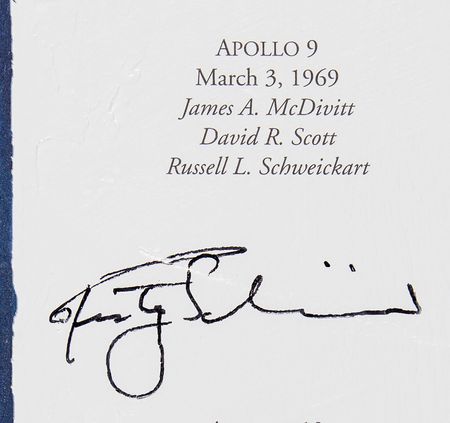 APOLLO 9
March 3, 1969
James A. McDivitt
David R. Scott
Russell L. Schweickart